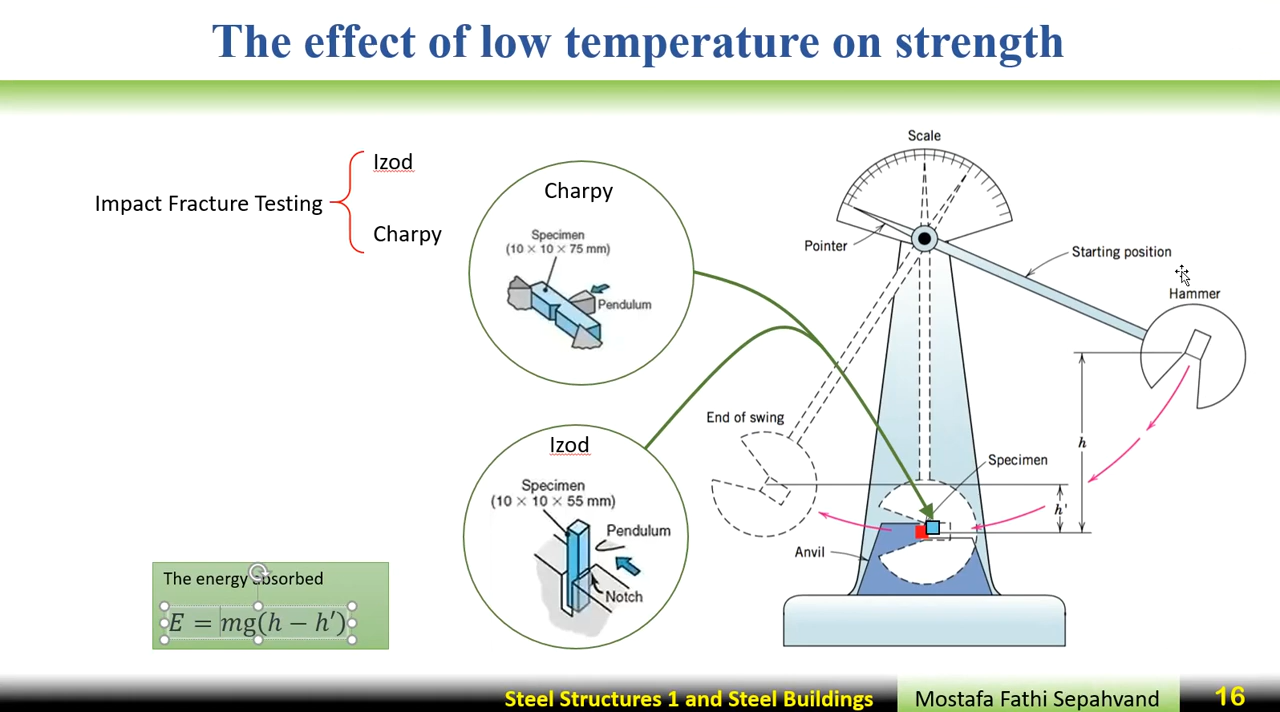 The effect of low temperature on strength
Impact Fracture Testing
Izod
Charpy
Charpy
Specimen
(10 × 10 × 75 mm)
Pendulum
Izod
Specimen
(10 × 10 × 55 mm)
Pendulum
Notch
Scale
Pointer
Starting position
Hammer
End of swing
h
Specimen
h'
Anvil
The energy absorbed
E = mg(h − h′)
Steel Structures 1 and Steel Buildings
Mostafa Fathi Sepahvand
16